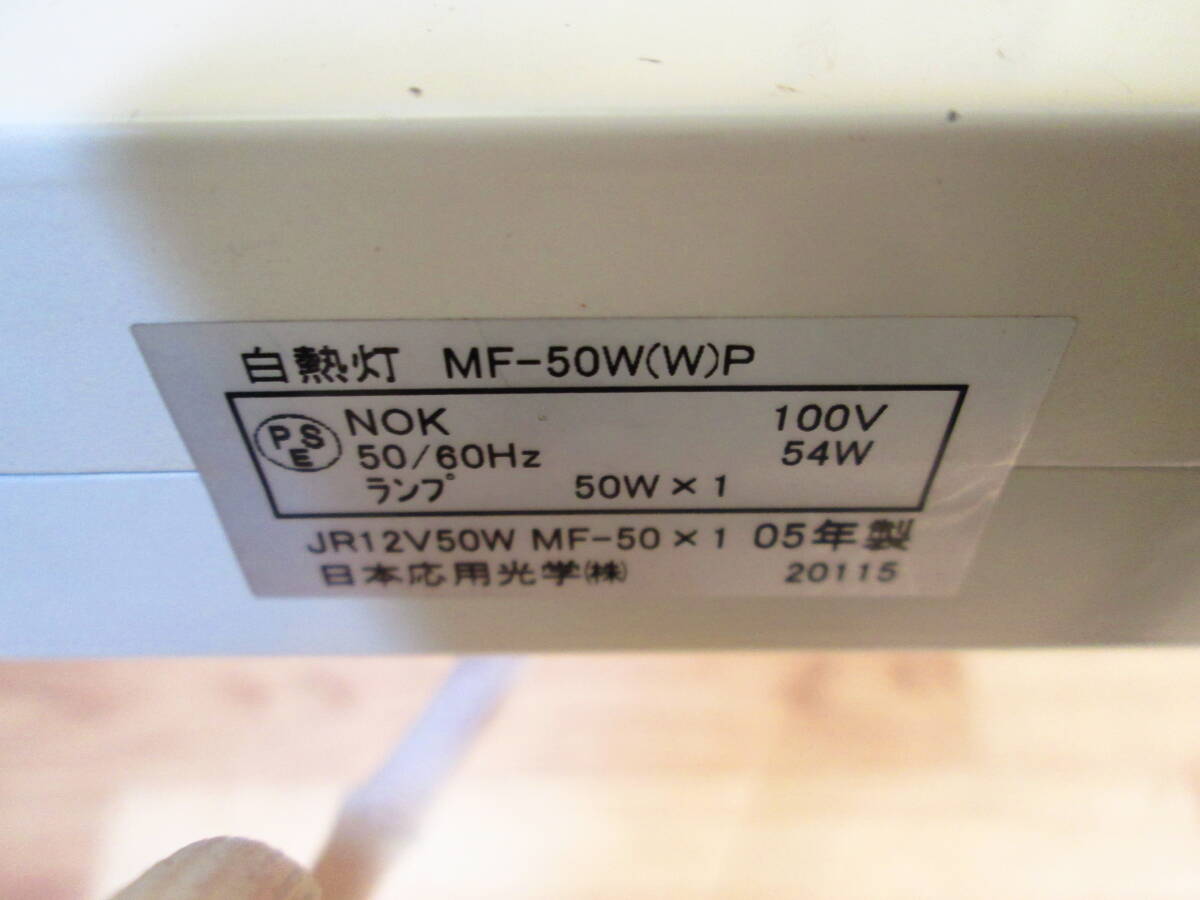 白熱灯 MF-50W(W)P
PSE NOK 100V
50/60Hz 54W
ランプ 50W×1
JR12V50W MF-50×1 05年製
日本応用光学㈱ 20115